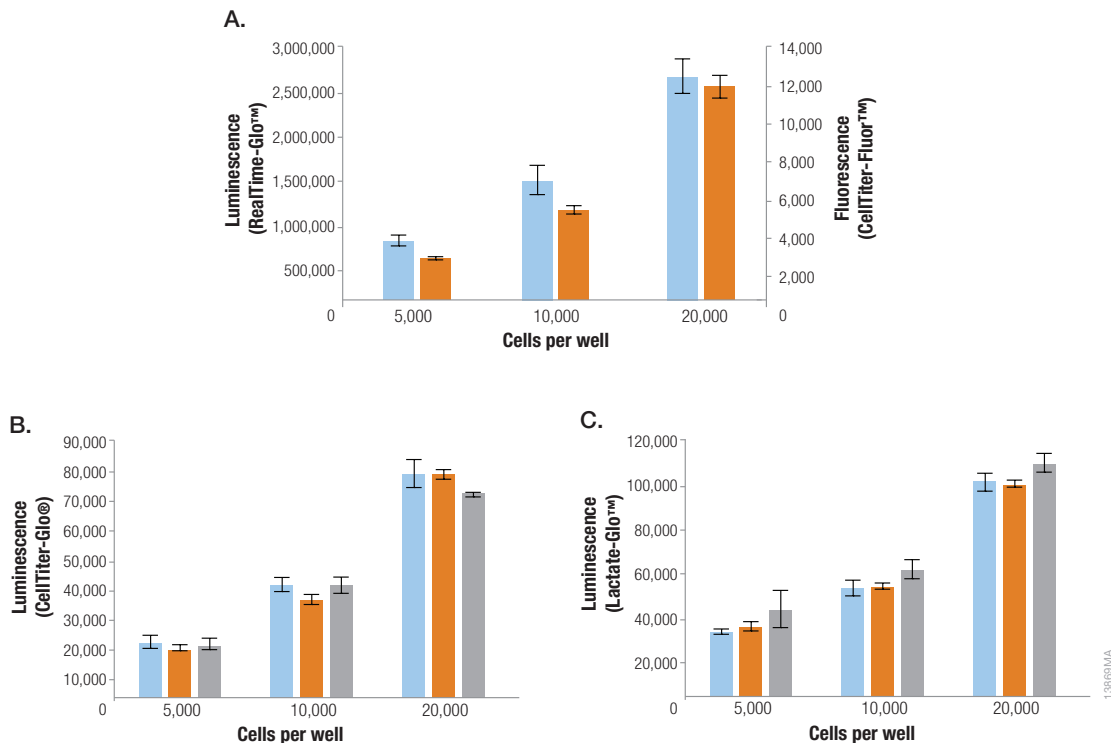 A.
Luminescence
(RealTime-Glo™)
3,000,000
2,500,000
2,000,000
1,500,000
1,000,000
500,000
0
14,000
12,000
10,000
8,000
6,000
4,000
2,000
0
Fluorescence
(CellTiter-Fluor™)
5,000 10,000 20,000
Cells per well
B.
Luminescence
(CellTiter-Glo®)
90,000
80,000
70,000
60,000
50,000
40,000
30,000
20,000
10,000
0
5,000 10,000 20,000
Cells per well
C.
Luminescence
(Lactate-Glo™)
120,000
100,000
80,000
60,000
40,000
20,000
0
5,000 10,000 20,000
Cells per well
13869MA